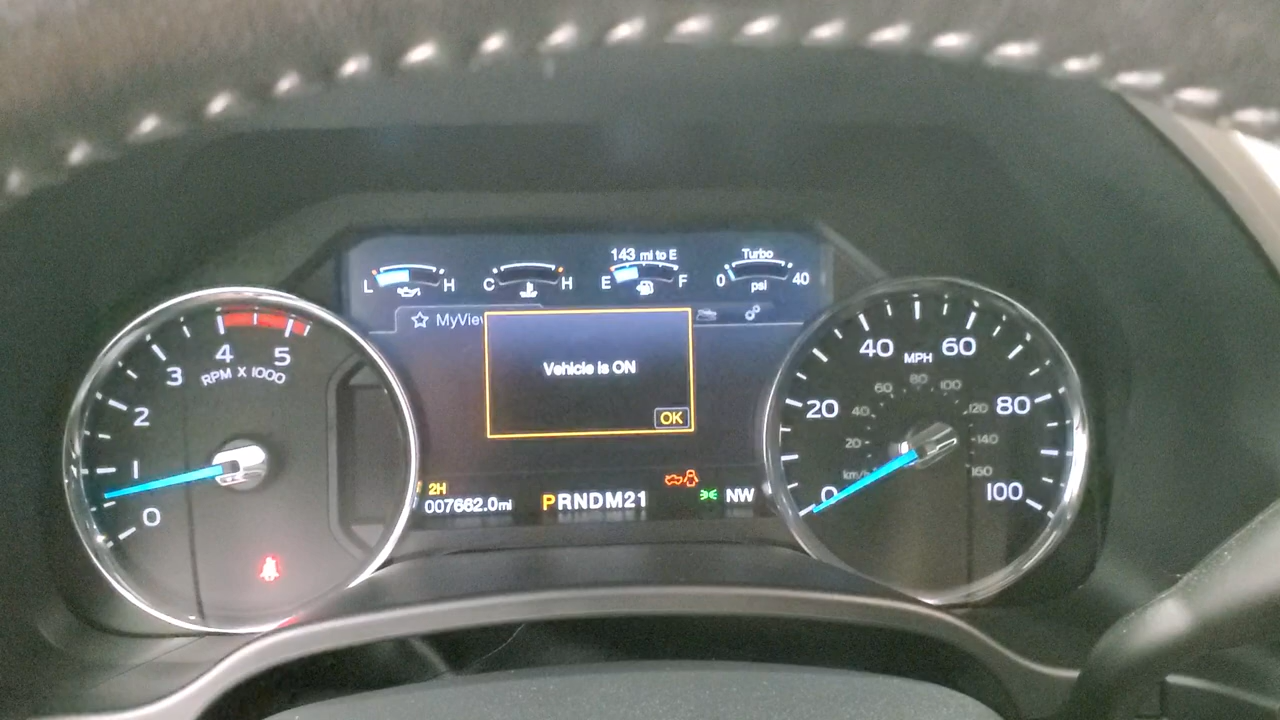 143 mi to E
Turbo
L H
C H
E F
0 psi 40
MyView
4 5
3
RPM X 1000
2
1
0
Vehicle is ON
OK
2H
007662.0mi
PRNDM21
NW
40 MPH 60
20 80
0 100
60 80 100
40 120
20 140
km/h 160